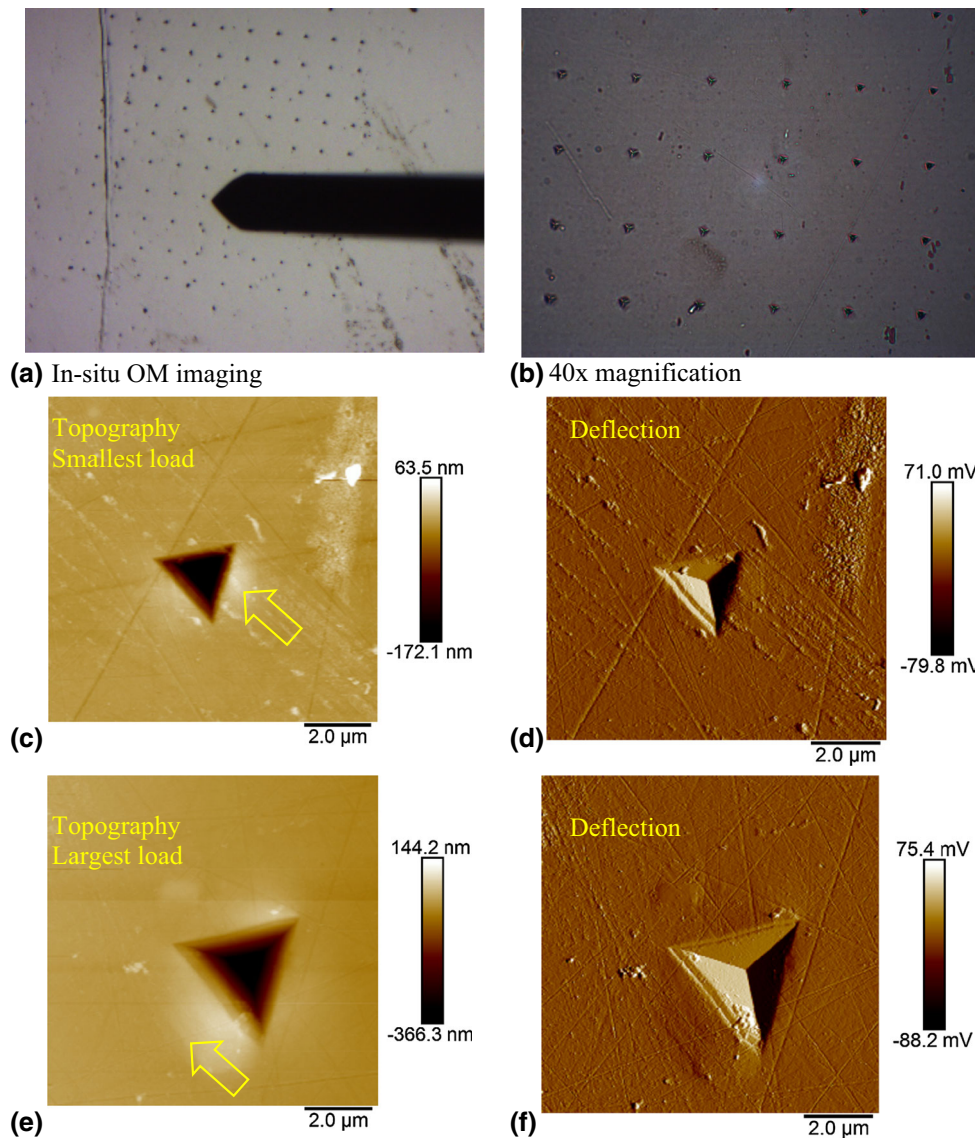 (a) In-situ OM imaging
(b) 40x magnification
Topography
Smallest load
63.5 nm
-172.1 nm
2.0 µm
(c)
Deflection
71.0 mV
-79.8 mV
2.0 µm
(d)
Topography
Largest load
144.2 nm
-366.3 nm
2.0 µm
(e)
Deflection
75.4 mV
-88.2 mV
2.0 µm
(f)